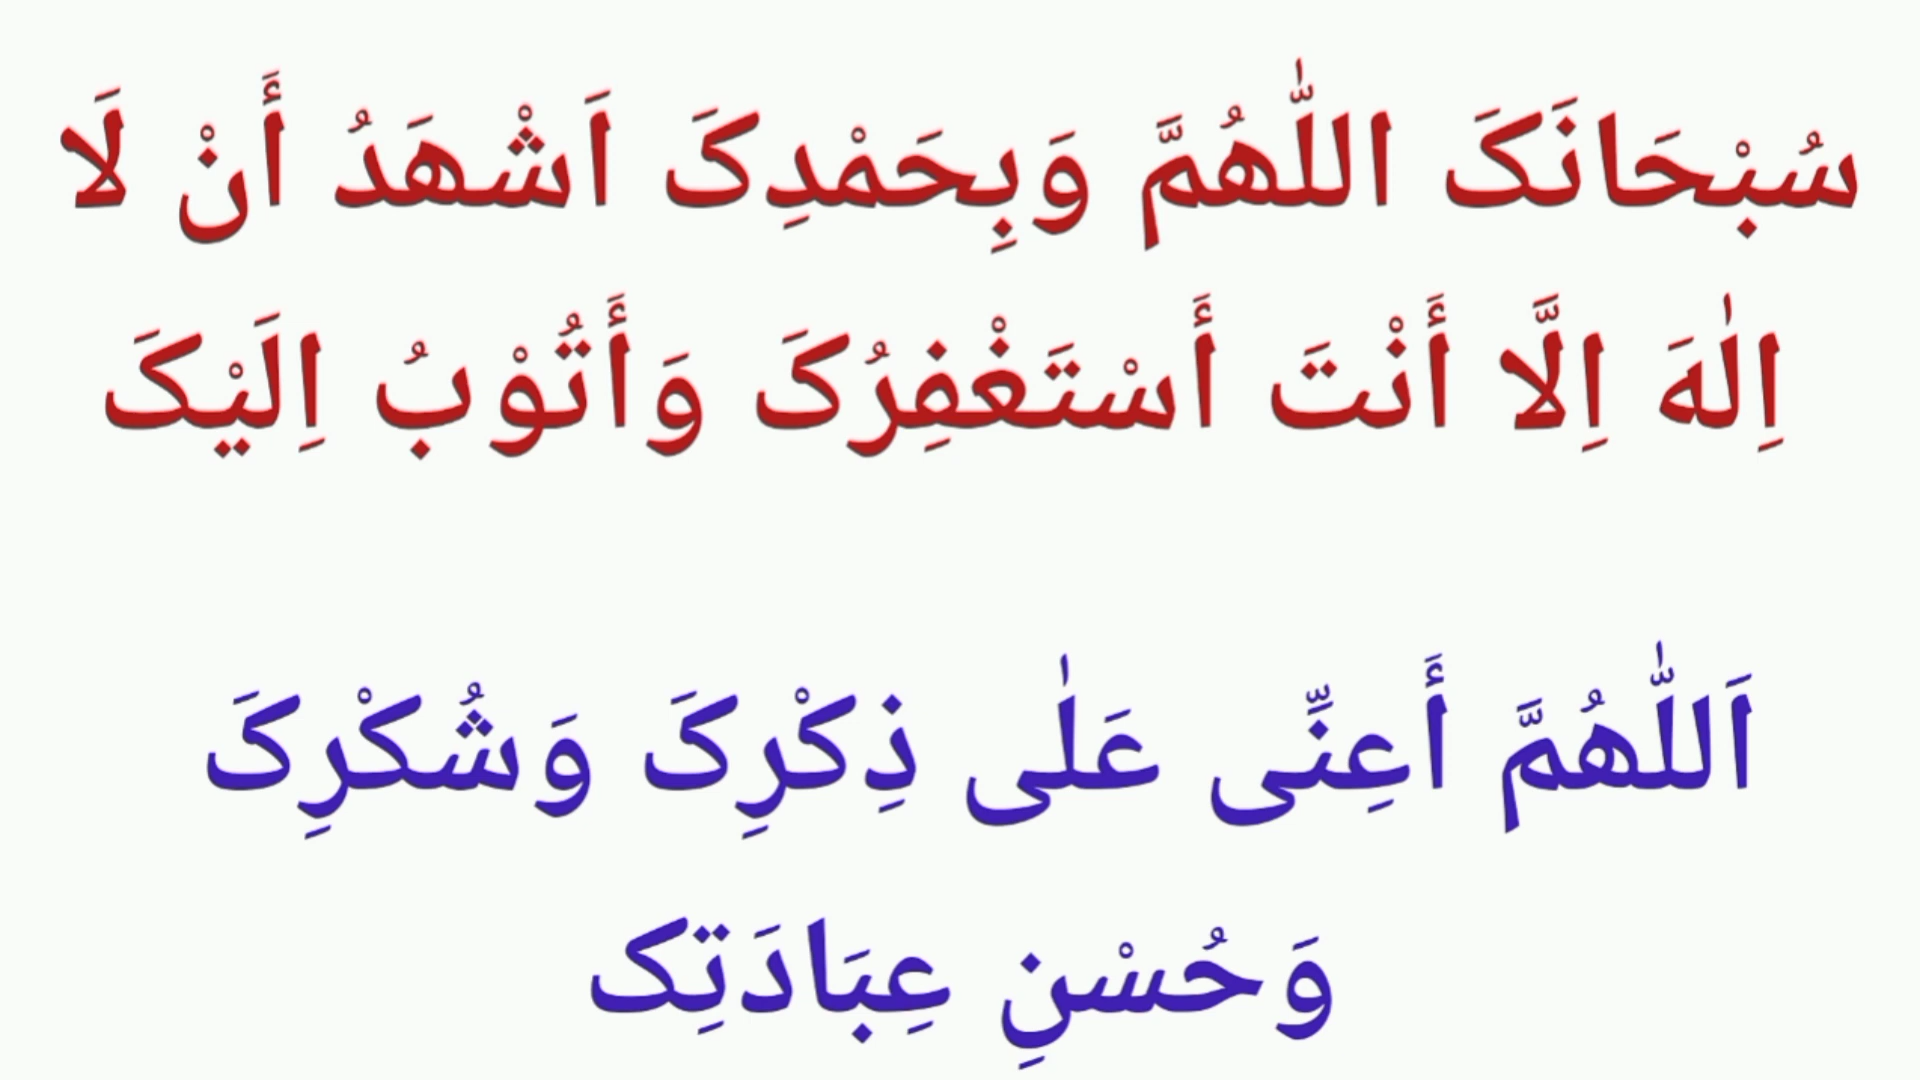 سُبْحَانَکَ اللّٰهُمَّ وَبِحَمْدِکَ اَشْهَدُ أَنْ لَا
اِلٰهَ اِلَّا أَنْتَ أَسْتَغْفِرُکَ وَأَتُوْبُ اِلَیْکَ
اَللّٰهُمَّ أَعِنِّی عَلٰی ذِکْرِکَ وَشُکْرِکَ
وَحُسْنِ عِبَادَتِک